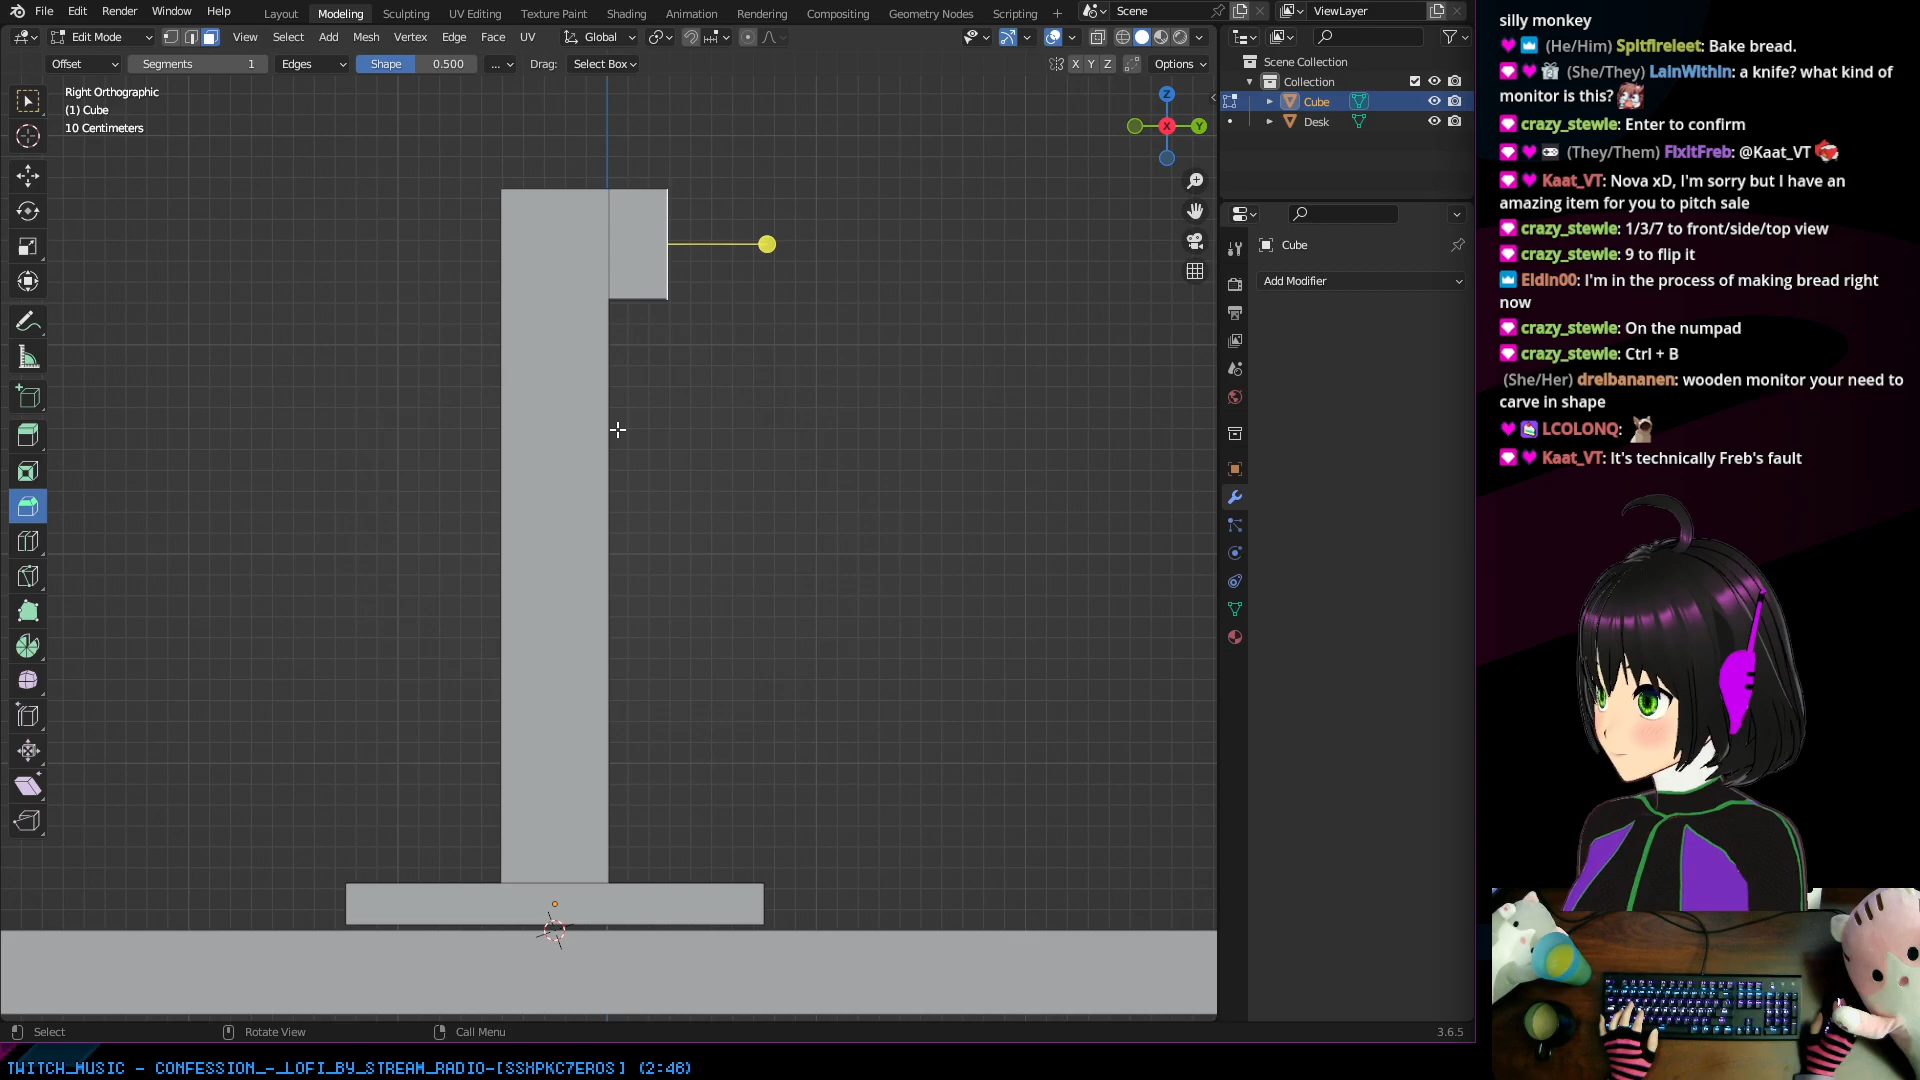 File Edit Render Window Help Layout Modeling Sculpting UV Editing Texture Paint Shading Animation Rendering Compositing Geometry Nodes Scripting + Scene ViewLayer
Edit Mode View Select Add Mesh Vertex Edge Face UV Global
Offset Segments 1 Edges Shape 0.500 ... Drag: Select Box X Y Z Options
Right Orthographic
(1) Cube
10 Centimeters
Z
X
Y
Scene Collection
Collection
Cube
Desk
Cube
Add Modifier
Select Rotate View Call Menu 3.6.5
silly monkey
(He/Him) Spitfireleet: Bake bread.
(She/They) LainWithin: a knife? what kind of
monitor is this?
crazy_stewie: Enter to confirm
(They/Them) FixitFreb: @Kaat_VT
Kaat_VT: Nova xD, I'm sorry but I have an
amazing item for you to pitch sale
crazy_stewie: 1/3/7 to front/side/top view
crazy_stewie: 9 to flip it
Eldin00: I'm in the process of making bread right
now
crazy_stewie: On the numpad
crazy_stewie: Ctrl + B
(She/Her) dreibananen: wooden monitor your need to
carve in shape
LCOLONQ:
Kaat_VT: It's technically Freb's fault
TWITCH_MUSIC - CONFESSION_-_LOFI_BY_STREAM_RADIO-[SSXPKC7EROS] (2:46)